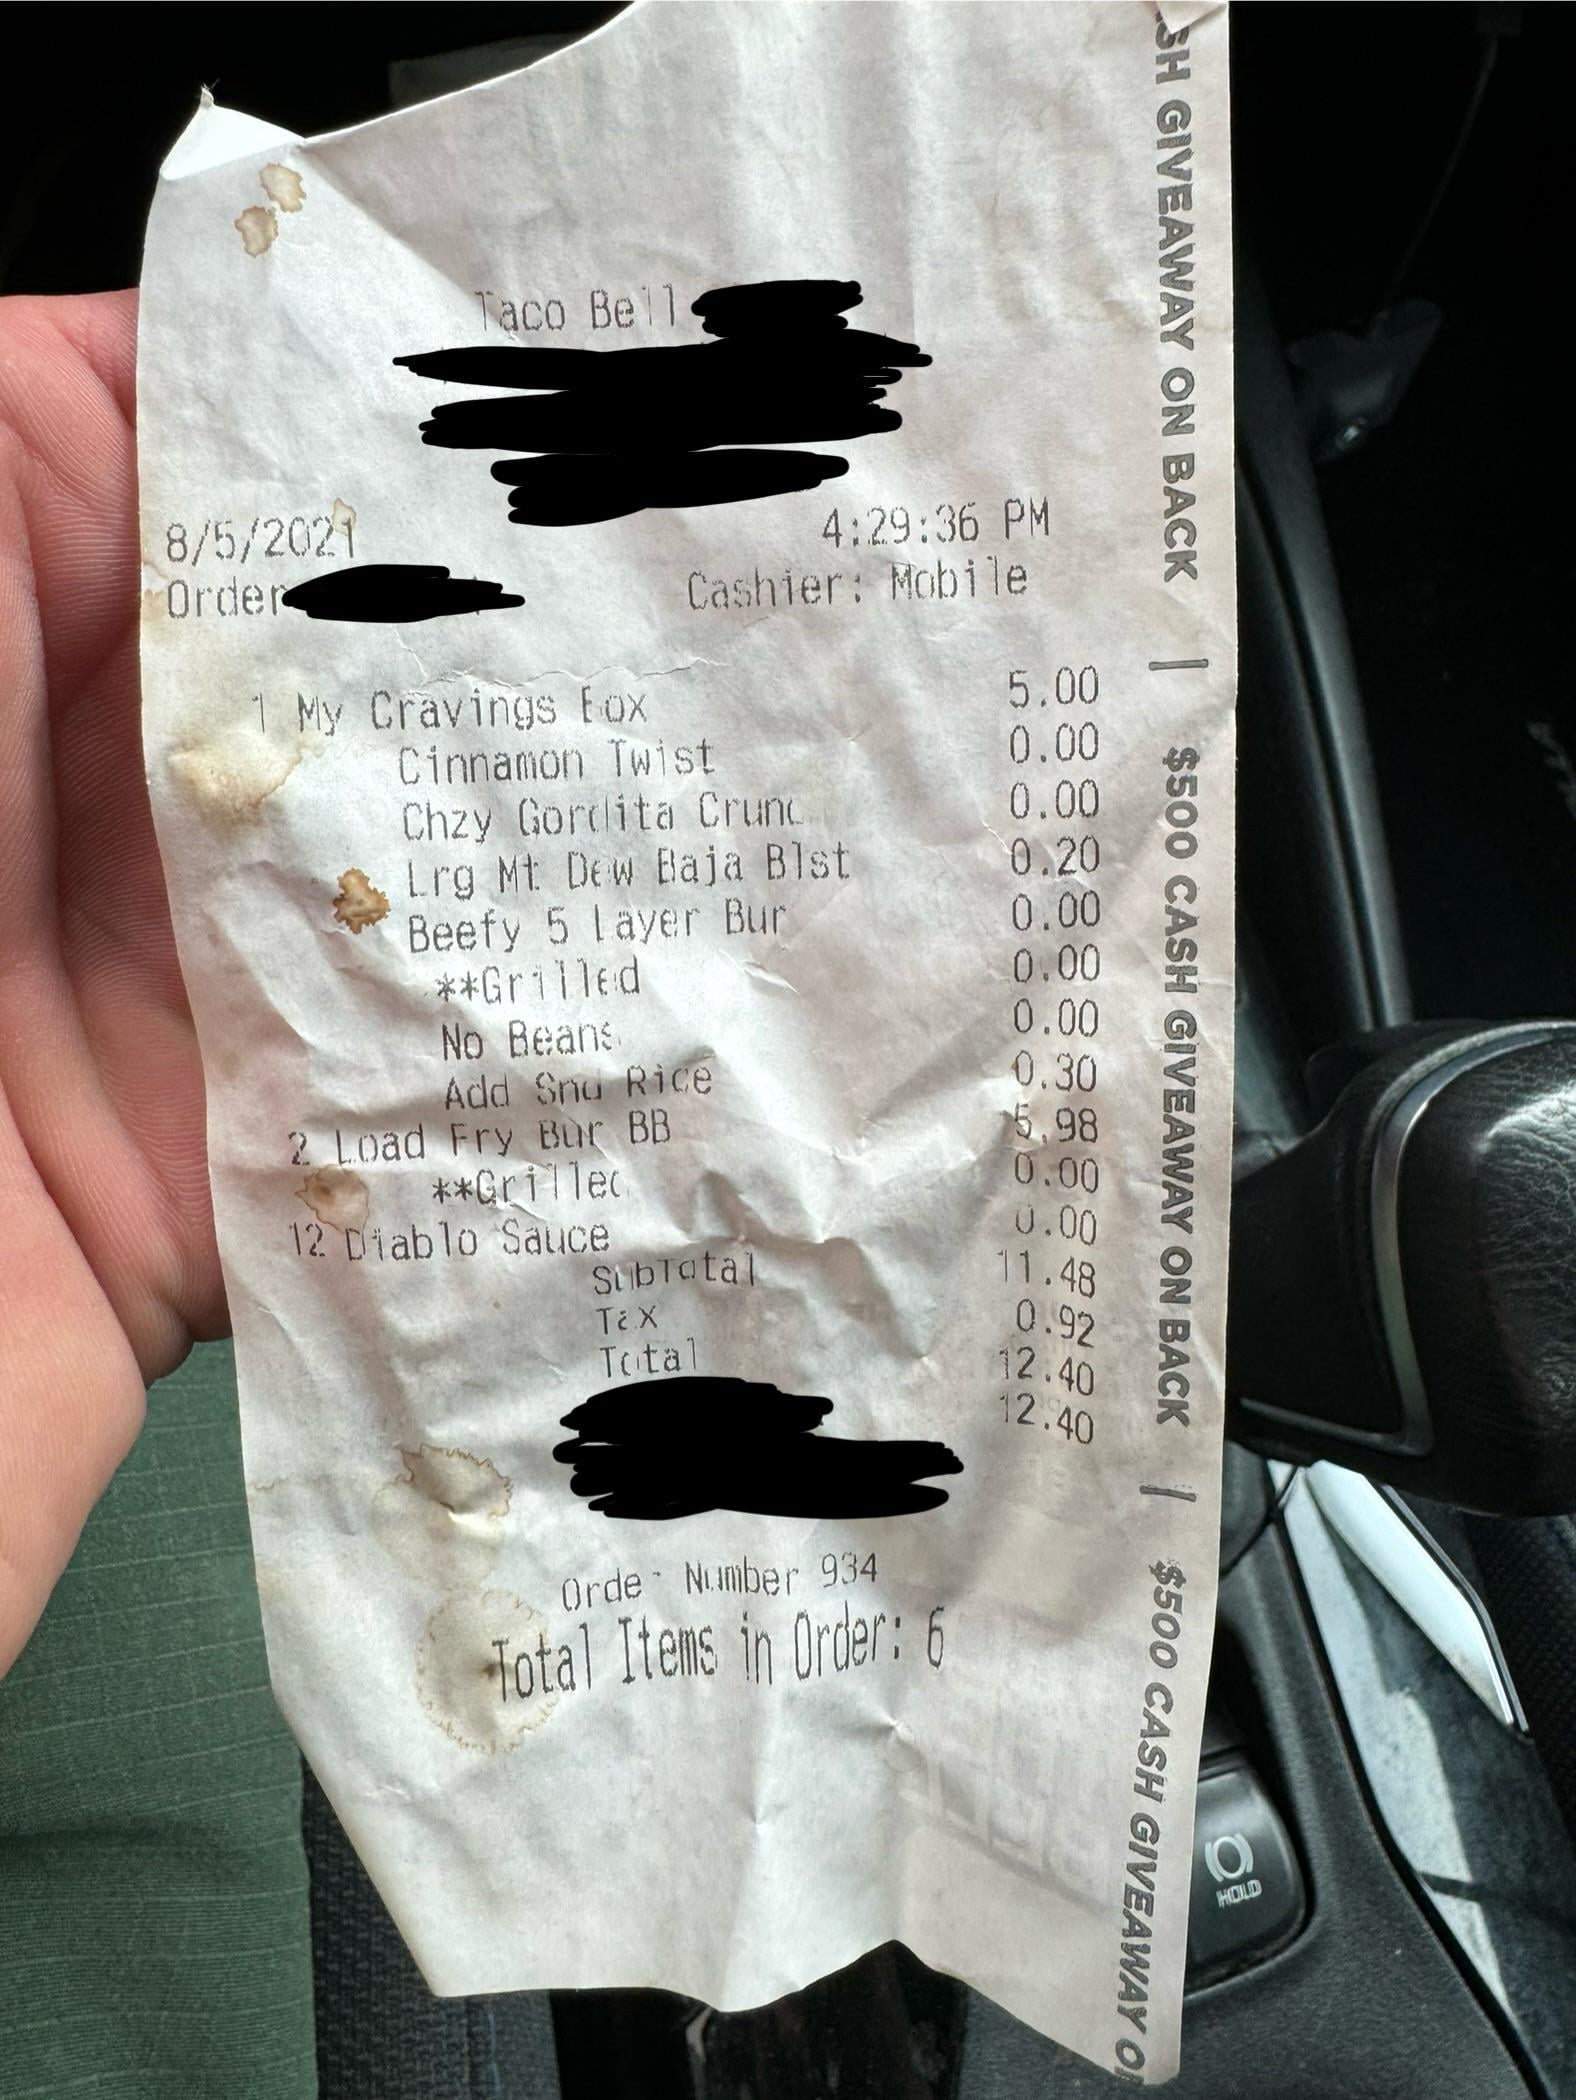 Taco Bell
8/5/2021 4:29:36 PM
Order Cashier: Mobile
1 My Cravings Box 5.00
Cinnamon Twist 0.00
Chzy Gordita Crunc 0.00
Lrg Mt Dew Baja Blst 0.20
Beefy 5 Layer Bur 0.00
**Grilled 0.00
No Beans 0.00
Add Snd Rice 0.30
2 Load Fry Bur BB 5.98
**Grilled 0.00
12 Diablo Sauce 0.00
SubTotal 11.48
Tax 0.92
Total 12.40
12.40
Order Number 934
Total Items in Order: 6
SH GIVEAWAY ON BACK | $500 CASH GIVEAWAY ON BACK | $500 CASH GIVEAWAY O
HOLD